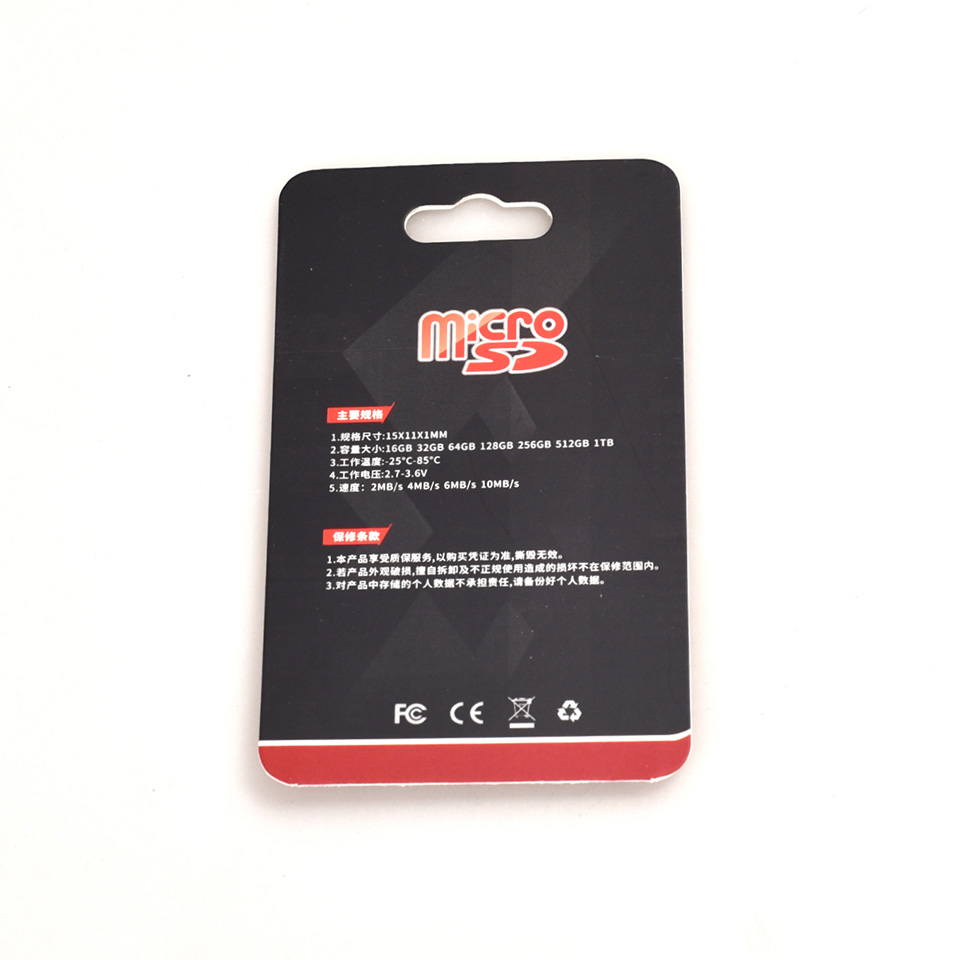 micro
SD
主要规格
1.规格尺寸:15X11X1MM
2.容量大小:16GB 32GB 64GB 128GB 256GB 512GB 1TB
3.工作温度:-25°C-85°C
4.工作电压:2.7-3.6V
5.速度：2MB/s 4MB/s 6MB/s 10MB/s
保修条款
1.本产品享受质保服务,以购买凭证为准,撕毁无效。
2.若产品外观破损,擅自拆卸及不正规使用造成的损坏不在保修范围内。
3.对产品中存储的个人数据不承担责任,请备份好个人数据。
FC CE